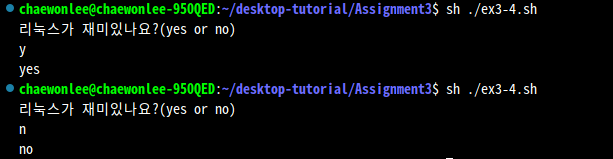 chaewonlee@chaewonlee-950QED:~/desktop-tutorial/Assignment3$ sh ./ex3-4.sh
리눅스가 재미있나요?(yes or no)
y
yes
chaewonlee@chaewonlee-950QED:~/desktop-tutorial/Assignment3$ sh ./ex3-4.sh
리눅스가 재미있나요?(yes or no)
n
no